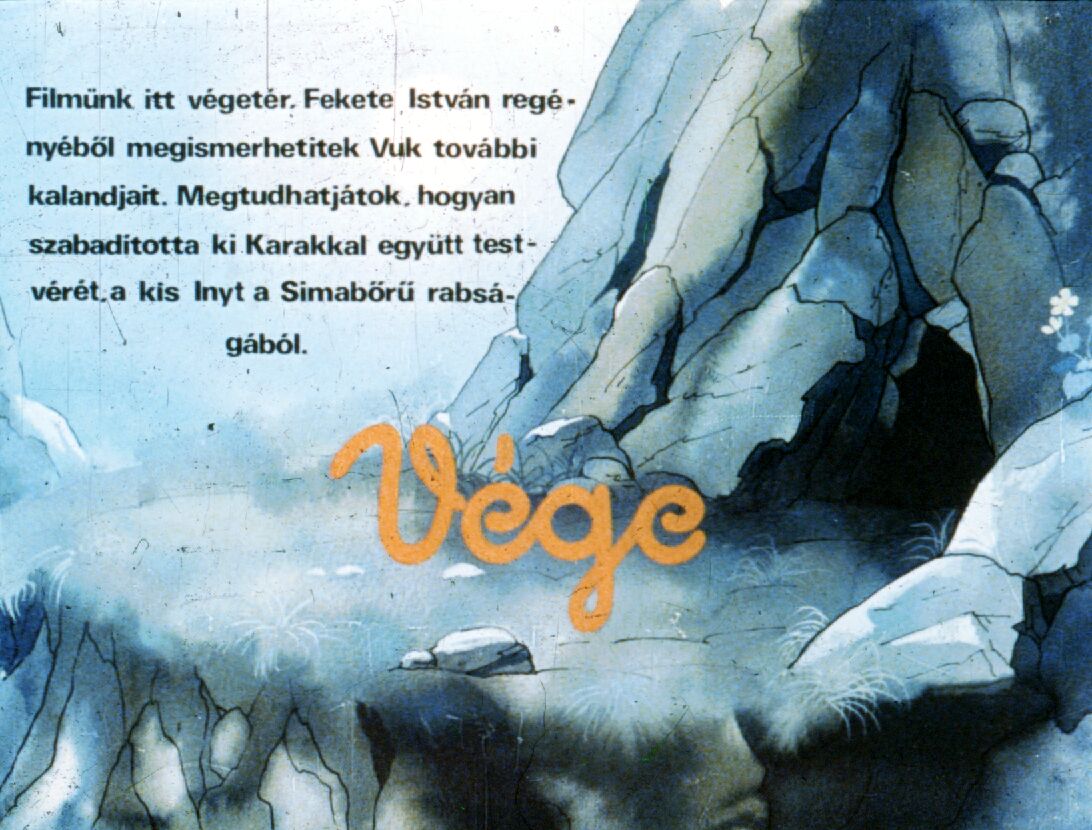 Filmünk itt végetér. Fekete István regé-
nyéből megismerhetitek Vuk további
kalandjait. Megtudhatjátok, hogyan
szabadította ki Karakkal együtt test-
vérét, a kis Inyt a Simabőrű rabsá-
gából.
Vége